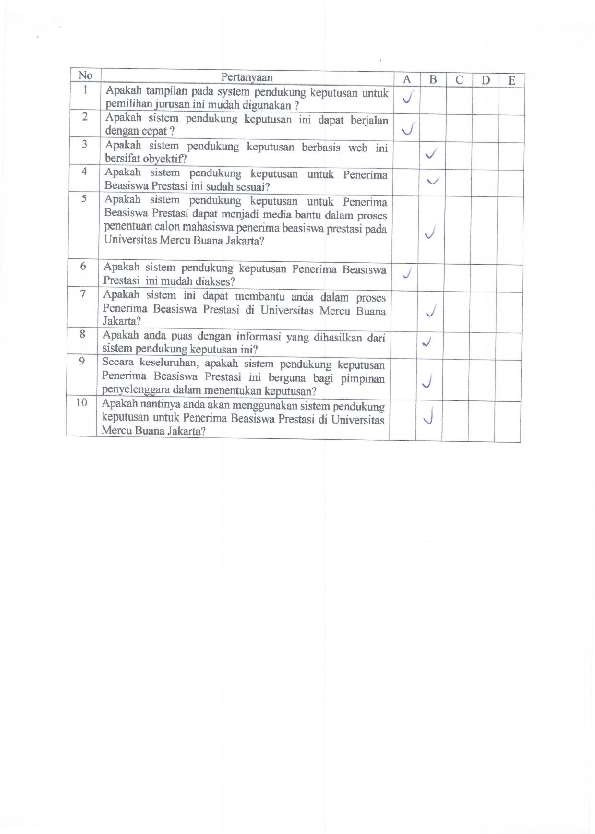 No Pertanyaan A B C D E
1 Apakah tampilan pada system pendukung keputusan untuk
pemilihan jurusan ini mudah digunakan ? ✓
2 Apakah sistem pendukung keputusan ini dapat berjalan
dengan cepat ? ✓
3 Apakah sistem pendukung keputusan berbasis web ini
bersifat obyektif? ✓
4 Apakah sistem pendukung keputusan untuk Penerima
Beasiswa Prestasi ini sudah sesuai? ✓
5 Apakah sistem pendukung keputusan untuk Penerima
Beasiswa Prestasi dapat menjadi media bantu dalam proses
penentuan calon mahasiswa penerima beasiswa prestasi pada
Universitas Mercu Buana Jakarta? ✓
6 Apakah sistem pendukung keputusan Penerima Beasiswa
Prestasi ini mudah diakses? ✓
7 Apakah sistem ini dapat membantu anda dalam proses
Penerima Beasiswa Prestasi di Universitas Mercu Buana
Jakarta? ✓
8 Apakah anda puas dengan informasi yang dihasilkan dari
sistem pendukung keputusan ini? ✓
9 Secara keseluruhan, apakah sistem pendukung keputusan
Penerima Beasiswa Prestasi ini berguna bagi pimpinan
penyelenggara dalam menentukan keputusan? ✓
10 Apakah nantinya anda akan menggunakan sistem pendukung
keputusan untuk Penerima Beasiswa Prestasi di Universitas
Mercu Buana Jakarta? ✓